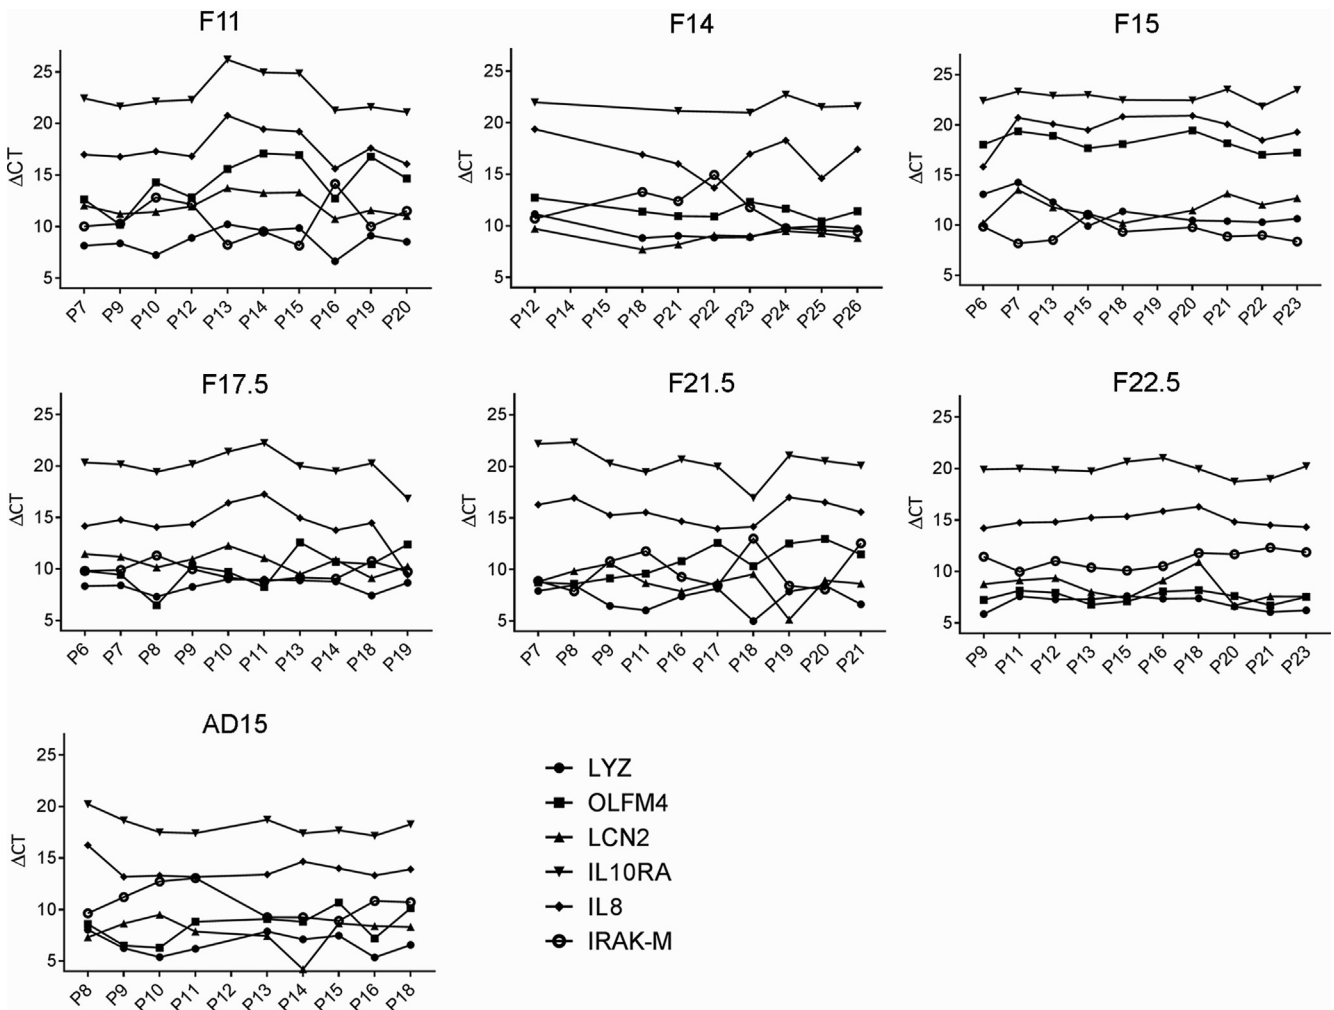 F11
F14
F15
ΔCT
25
20
15
10
5
P7 P9 P10 P12 P13 P14 P15 P16 P19 P20
ΔCT
25
20
15
10
5
P12 P14 P15 P18 P21 P22 P23 P24 P25 P26
ΔCT
25
20
15
10
5
P6 P7 P13 P15 P18 P19 P20 P21 P22 P23
F17.5
F21.5
F22.5
ΔCT
25
20
15
10
5
P6 P7 P8 P9 P10 P11 P13 P14 P18 P19
ΔCT
25
20
15
10
5
P7 P8 P9 P11 P16 P17 P18 P19 P20 P21
ΔCT
25
20
15
10
5
P9 P11 P12 P13 P15 P16 P18 P20 P21 P23
AD15
ΔCT
25
20
15
10
5
P8 P9 P10 P11 P12 P13 P14 P15 P16 P18
LYZ
OLFM4
LCN2
IL10RA
IL8
IRAK-M